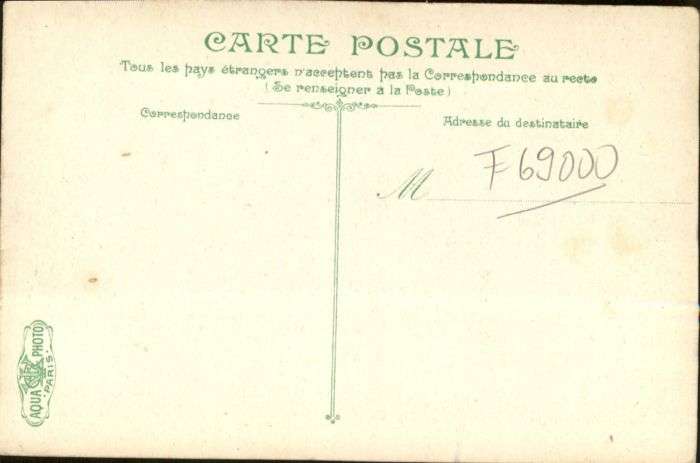 CARTE POSTALE
Tous les pays étrangers n'acceptent pas la Correspondance au recto
(Se renseigner à la Poste)
Correspondance
Adresse du destinataire
F69000
M
AQUA PHOTO
PARIS